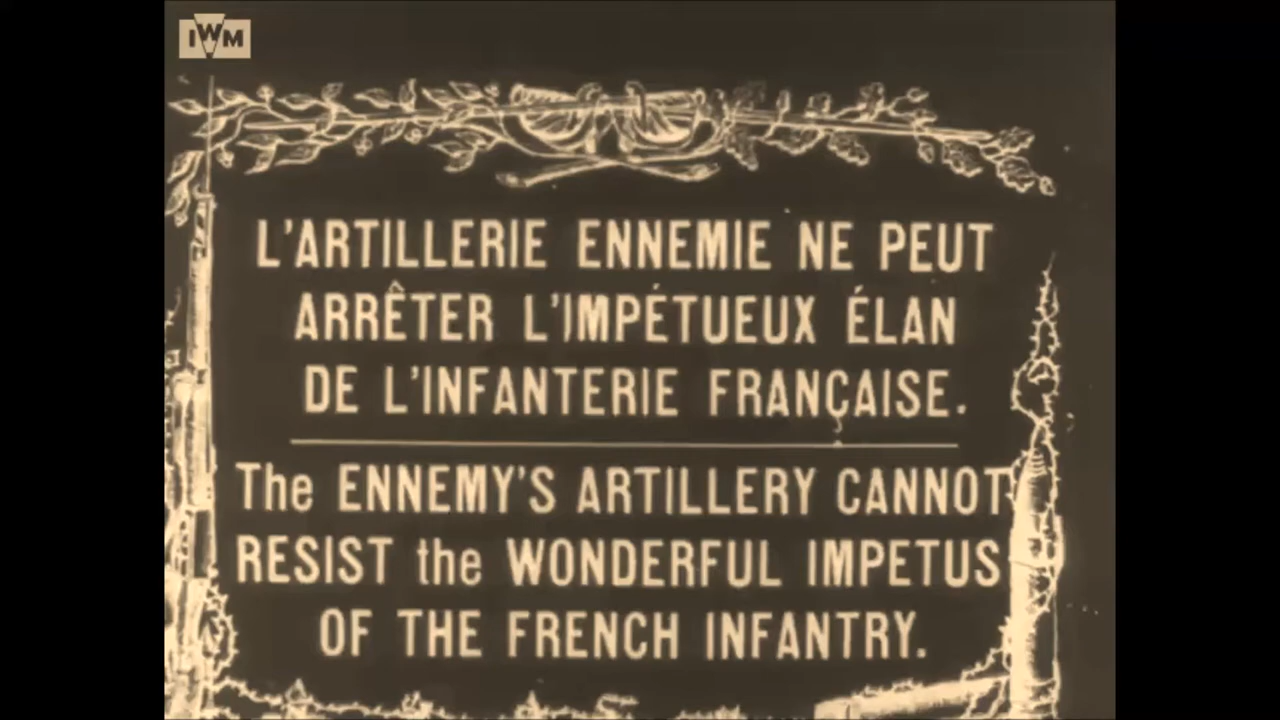 IWM
L'ARTILLERIE ENNEMIE NE PEUT
ARRÊTER L'IMPÉTUEUX ÉLAN
DE L'INFANTERIE FRANÇAISE.
The ENNEMY'S ARTILLERY CANNOT
RESIST the WONDERFUL IMPETUS
OF THE FRENCH INFANTRY.